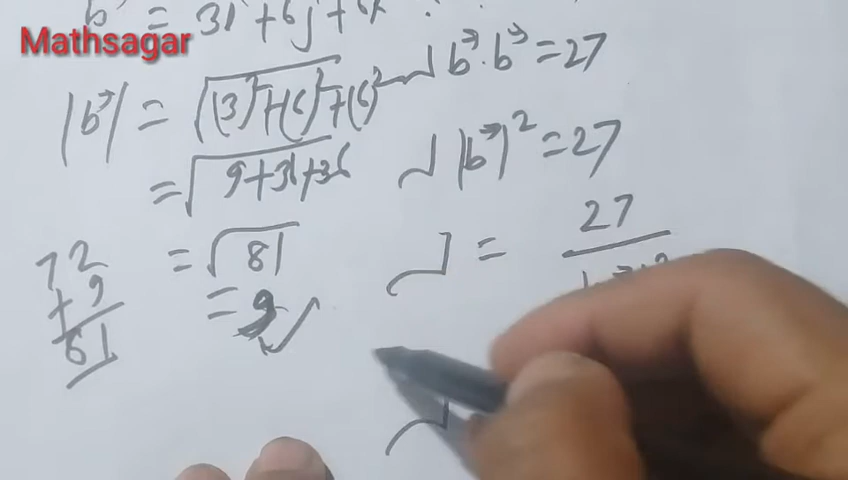 b⃗ = 3i + 6j + 6k
Mathsagar
|b⃗| = √(3)²+(6)²+(6)²
= √9+36+36
= √81
= 9 ✓
72
+ 9
81
λ b⃗.b⃗ = 27
λ |b⃗|² = 27
λ = 27